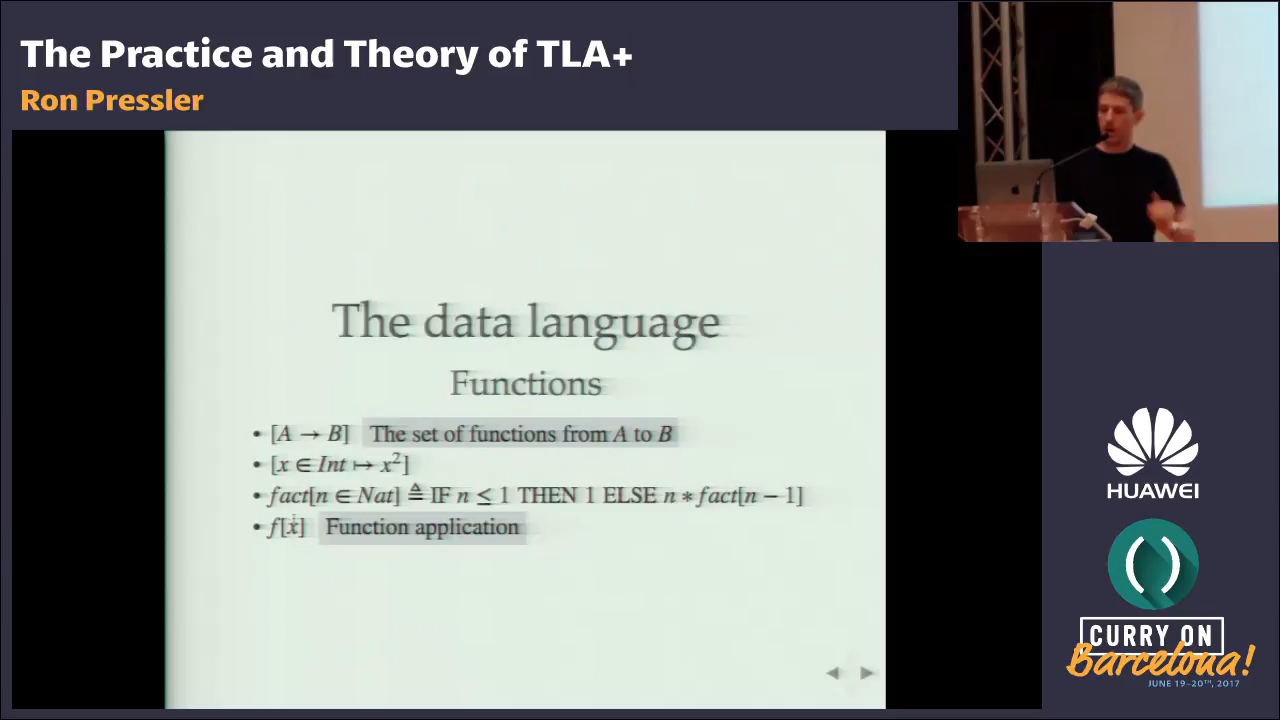 The Practice and Theory of TLA+
Ron Pressler
The data language
Functions
• [A → B] The set of functions from A to B
• [x ∈ Int ↦ x²]
• fact[n ∈ Nat] ≜ IF n ≤ 1 THEN 1 ELSE n * fact[n − 1]
• f[x] Function application
HUAWEI
CURRY ON
Barcelona!
JUNE 19-20TH, 2017